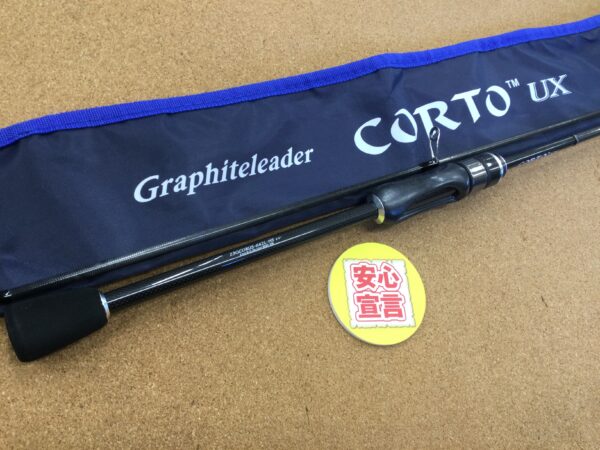 Graphiteleader
CORTO™ UX
安心
宣言